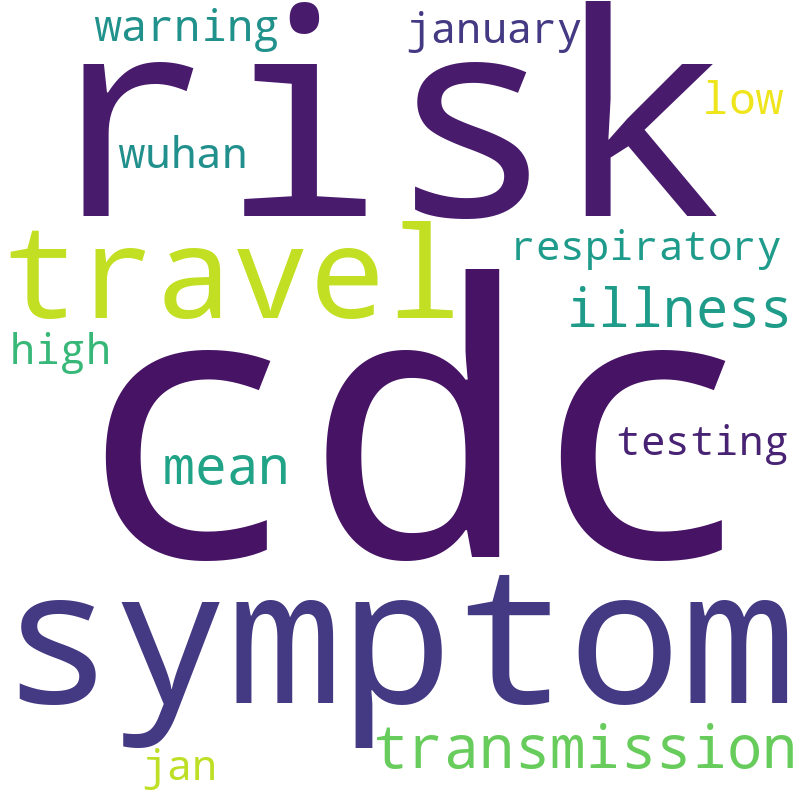 warning
january
risk
low
wuhan
travel
respiratory
illness
high
cdc
mean
testing
symptom
transmission
jan